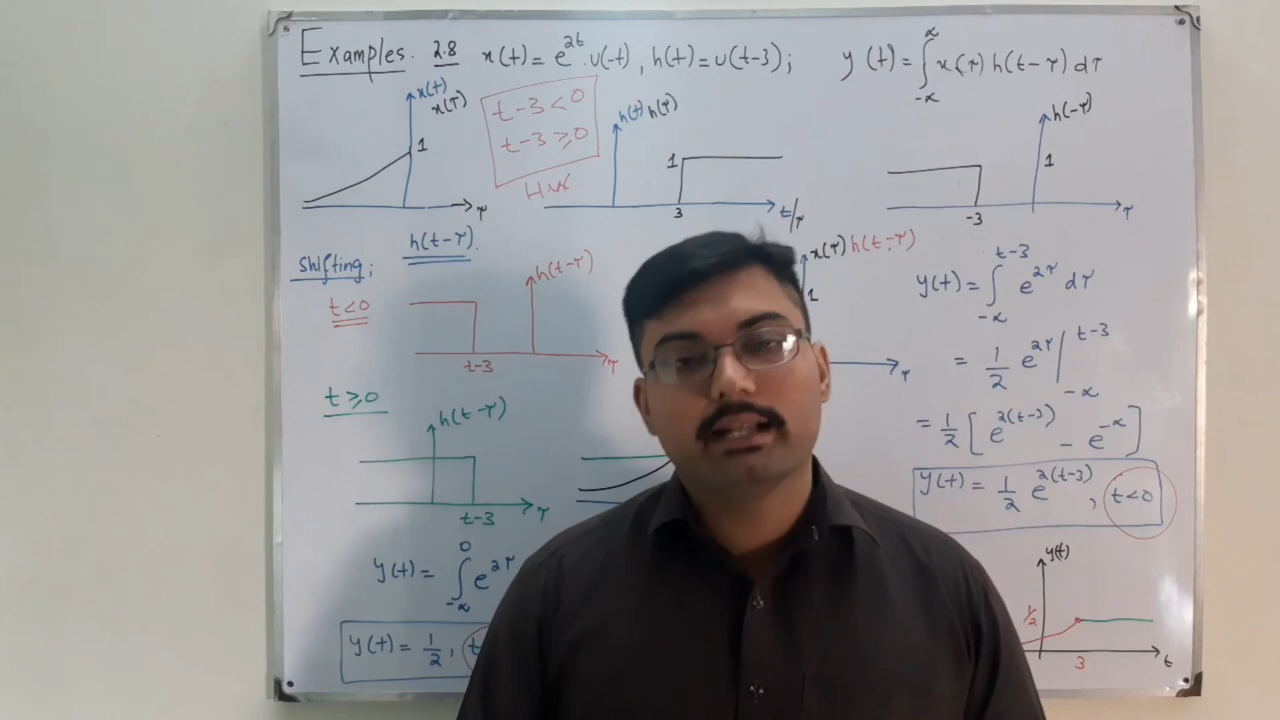 Examples. 2.8 x(t) = e^{2t}.u(-t), h(t)=u(t-3); y(t) = ∫_{-∞}^{∞} x(τ) h(t-τ) dτ
x(t)
x(τ)
1
τ
t-3<0
t-3≥0
H.W
h(t) h(τ)
1
3
t/τ
h(-τ)
1
-3
τ
Shifting;
h(t-τ).
t<0
h(t-τ)
t-3
τ
x(τ) h(t-τ)
1
τ
y(t) = ∫_{-∞}^{t-3} e^{2τ} dτ
= 1/2 e^{2τ} |_{-∞}^{t-3}
= 1/2 [e^{2(t-3)} - e^{-∞}]
y(t) = 1/2 e^{2(t-3)}, t<0
t≥0
h(t-τ)
t-3
τ
y(t) = ∫_{-∞}^{0} e^{2τ}
y(t) = 1/2, t
y(t)
1/2
3
t